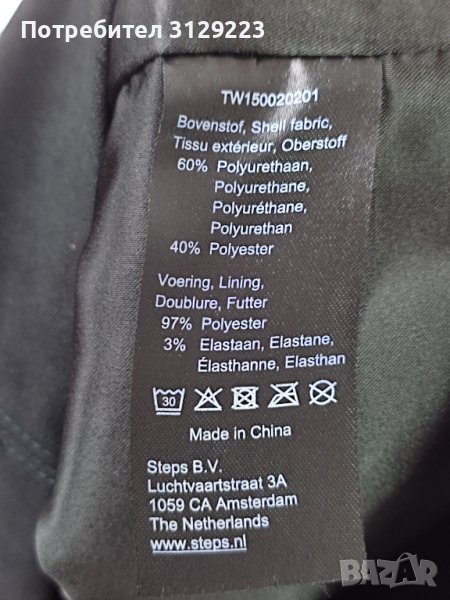 Потребител 3129223
TW150020201
Bovenstof, Shell fabric,
Tissu extérieur, Oberstoff
60% Polyurethaan,
Polyurethane,
Polyuréthane,
Polyurethan
40% Polyester
Voering, Lining,
Doublure, Futter
97% Polyester
3% Elastaan, Elastane,
Élasthanne, Elasthan
30
Made in China
Steps B.V.
Luchtvaartstraat 3A
1059 CA Amsterdam
The Netherlands
www.steps.nl
BAZAR